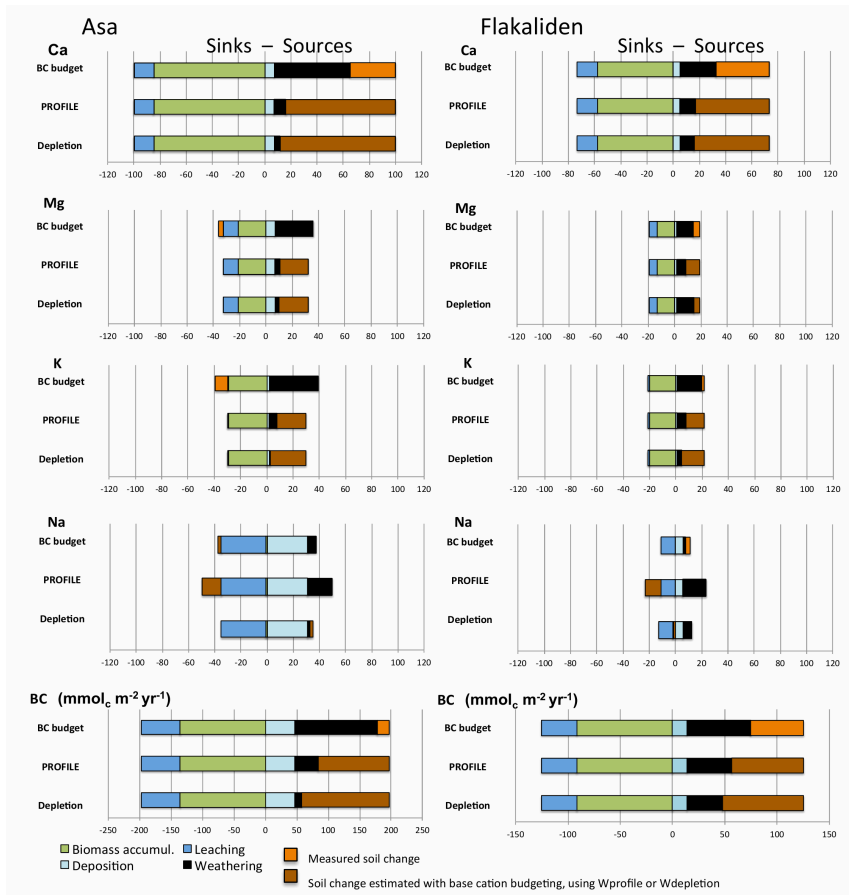 Asa
Flakaliden
Ca
Sinks – Sources
BC budget
PROFILE
Depletion
-120 -100 -80 -60 -40 -20 0 20 40 60 80 100 120
Ca
Sinks – Sources
BC budget
PROFILE
Depletion
-120 -100 -80 -60 -40 -20 0 20 40 60 80 100 120
Mg
BC budget
PROFILE
Depletion
-120 -100 -80 -60 -40 -20 0 20 40 60 80 100 120
Mg
BC budget
PROFILE
Depletion
-120 -100 -80 -60 -40 -20 0 20 40 60 80 100 120
K
BC budget
PROFILE
Depletion
-120 -100 -80 -60 -40 -20 0 20 40 60 80 100 120
K
BC budget
PROFILE
Depletion
-120 -100 -80 -60 -40 -20 0 20 40 60 80 100 120
Na
BC budget
PROFILE
Depletion
-120 -100 -80 -60 -40 -20 0 20 40 60 80 100 120
Na
BC budget
PROFILE
Depletion
-120 -100 -80 -60 -40 -20 0 20 40 60 80 100 120
BC (mmolc m-2 yr-1)
BC budget
PROFILE
Depletion
-250 -200 -150 -100 -50 0 50 100 150 200 250
BC (mmolc m-2 yr-1)
BC budget
PROFILE
Depletion
-150 -100 -50 0 50 100 150
Biomass accumul. Leaching
Deposition Weathering
Measured soil change
Soil change estimated with base cation budgeting, using Wprofile or Wdepletion